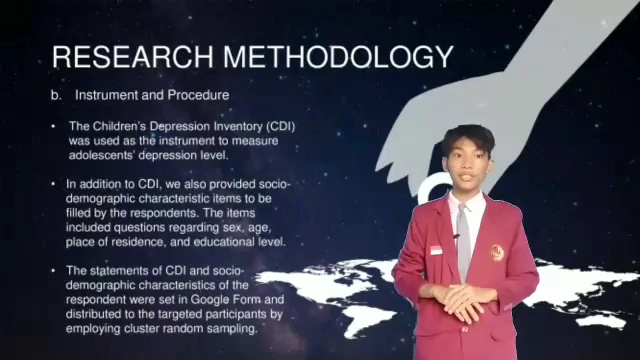 RESEARCH METHODOLOGY
b. Instrument and Procedure
• The Children's Depression Inventory (CDI)
was used as the instrument to measure
adolescents' depression level.
• In addition to CDI, we also provided socio-
demographic characteristic items to be
filled by the respondents. The items
included questions regarding sex, age,
place of residence, and educational level.
• The statements of CDI and socio-
demographic characteristics of the
respondent were set in Google Form and
distributed to the targeted participants by
employing cluster random sampling.